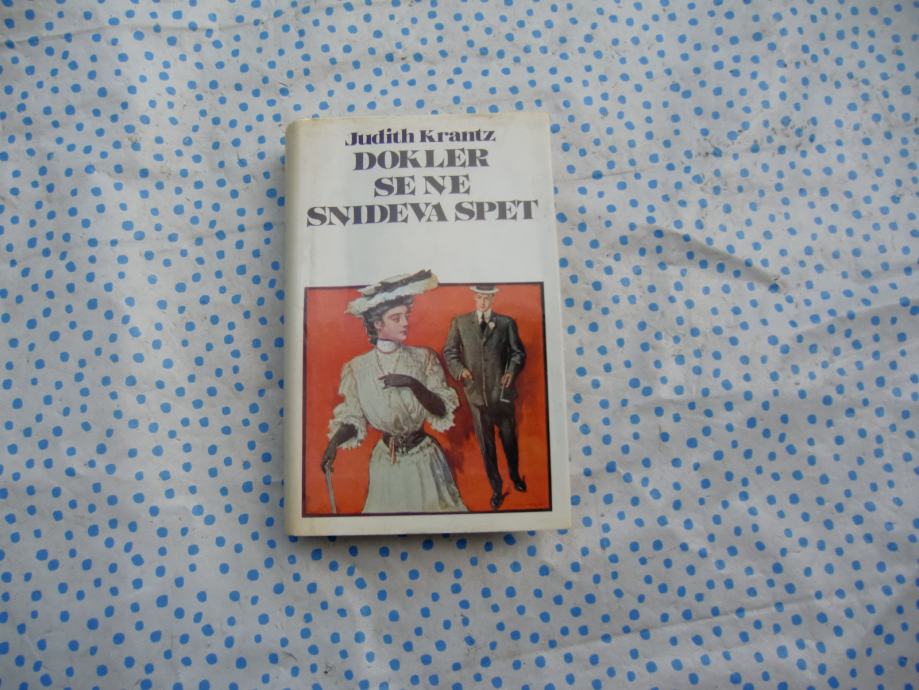 Judith Krantz
DOKLER
SE NE
SNIDEVA SPET